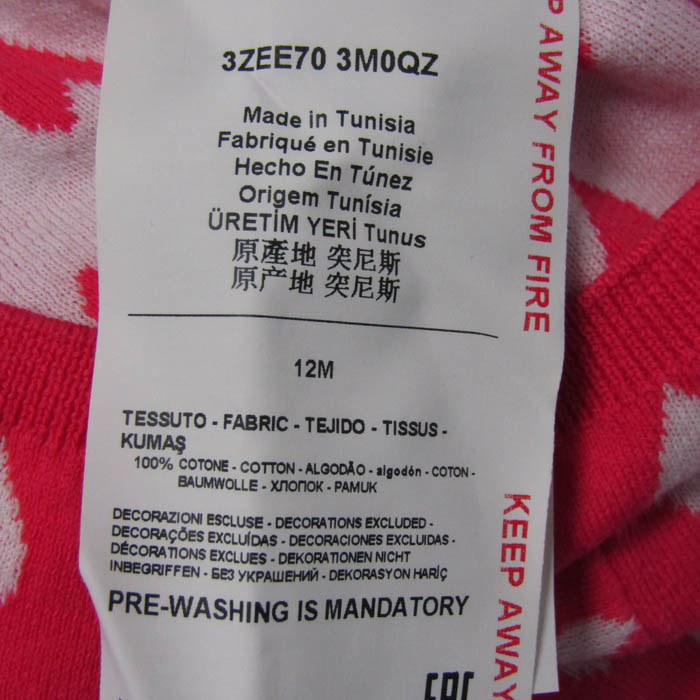 3ZEE70 3M0QZ
Made in Tunisia
Fabriqué en Tunisie
Hecho En Túnez
Origem Tunísia
ÜRETİM YERİ Tunus
原產地 突尼斯
原产地 突尼斯
12M
TESSUTO - FABRIC - TEJIDO - TISSUS -
KUMAŞ
100% COTONE - COTTON - ALGODÃO - algodón - COTON -
BAUMWOLLE - ХЛОПОК - PAMUK
DECORAZIONI ESCLUSE - DECORATIONS EXCLUDED -
DECORAÇÕES EXCLUÍDAS - DECORACIONES EXCLUIDAS -
DÉCORATIONS EXCLUES - DEKORATIONEN NICHT
INBEGRIFFEN - БЕЗ УКРАШЕНИЙ - DEKORASYON HARİÇ
PRE-WASHING IS MANDATORY
EAC
P AWAY FROM FIRE
KEEP AWAY